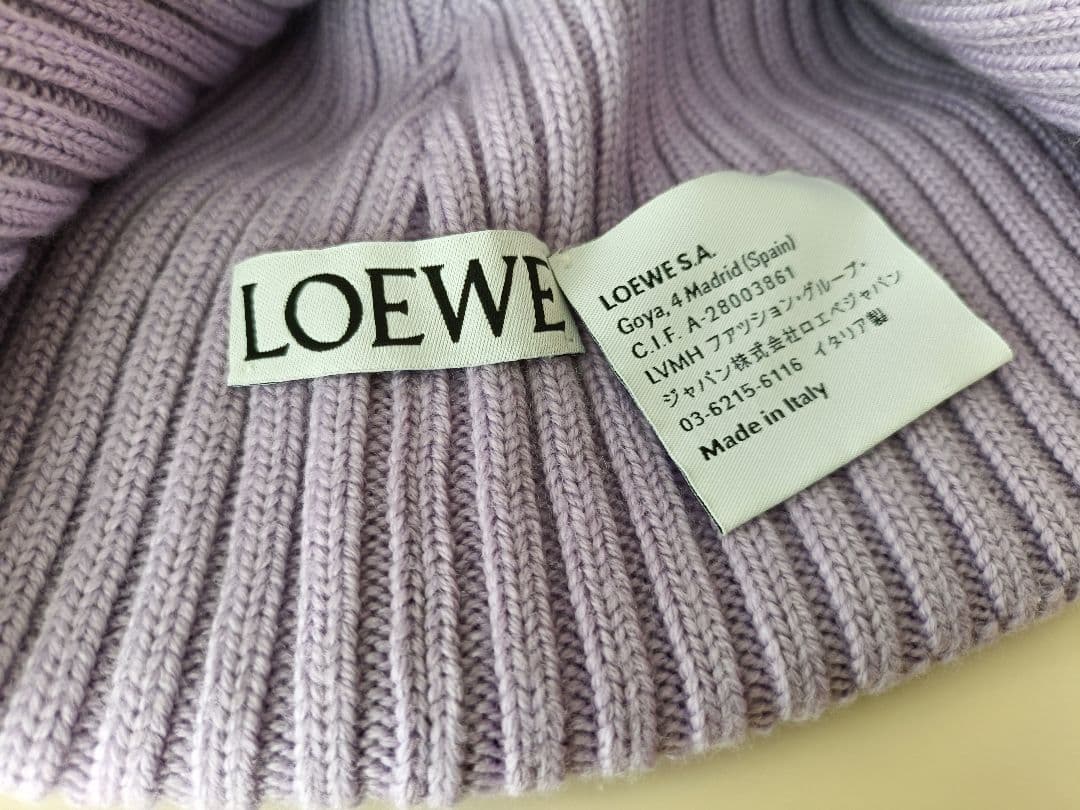 LOEWE
LOEWE S.A.
Goya, 4 Madrid (Spain)
C.I.F. A-28003861
LVMH ファッション・グループ・
ジャパン株式会社ロエベジャパン
03-6215-6116 イタリア製
Made in Italy